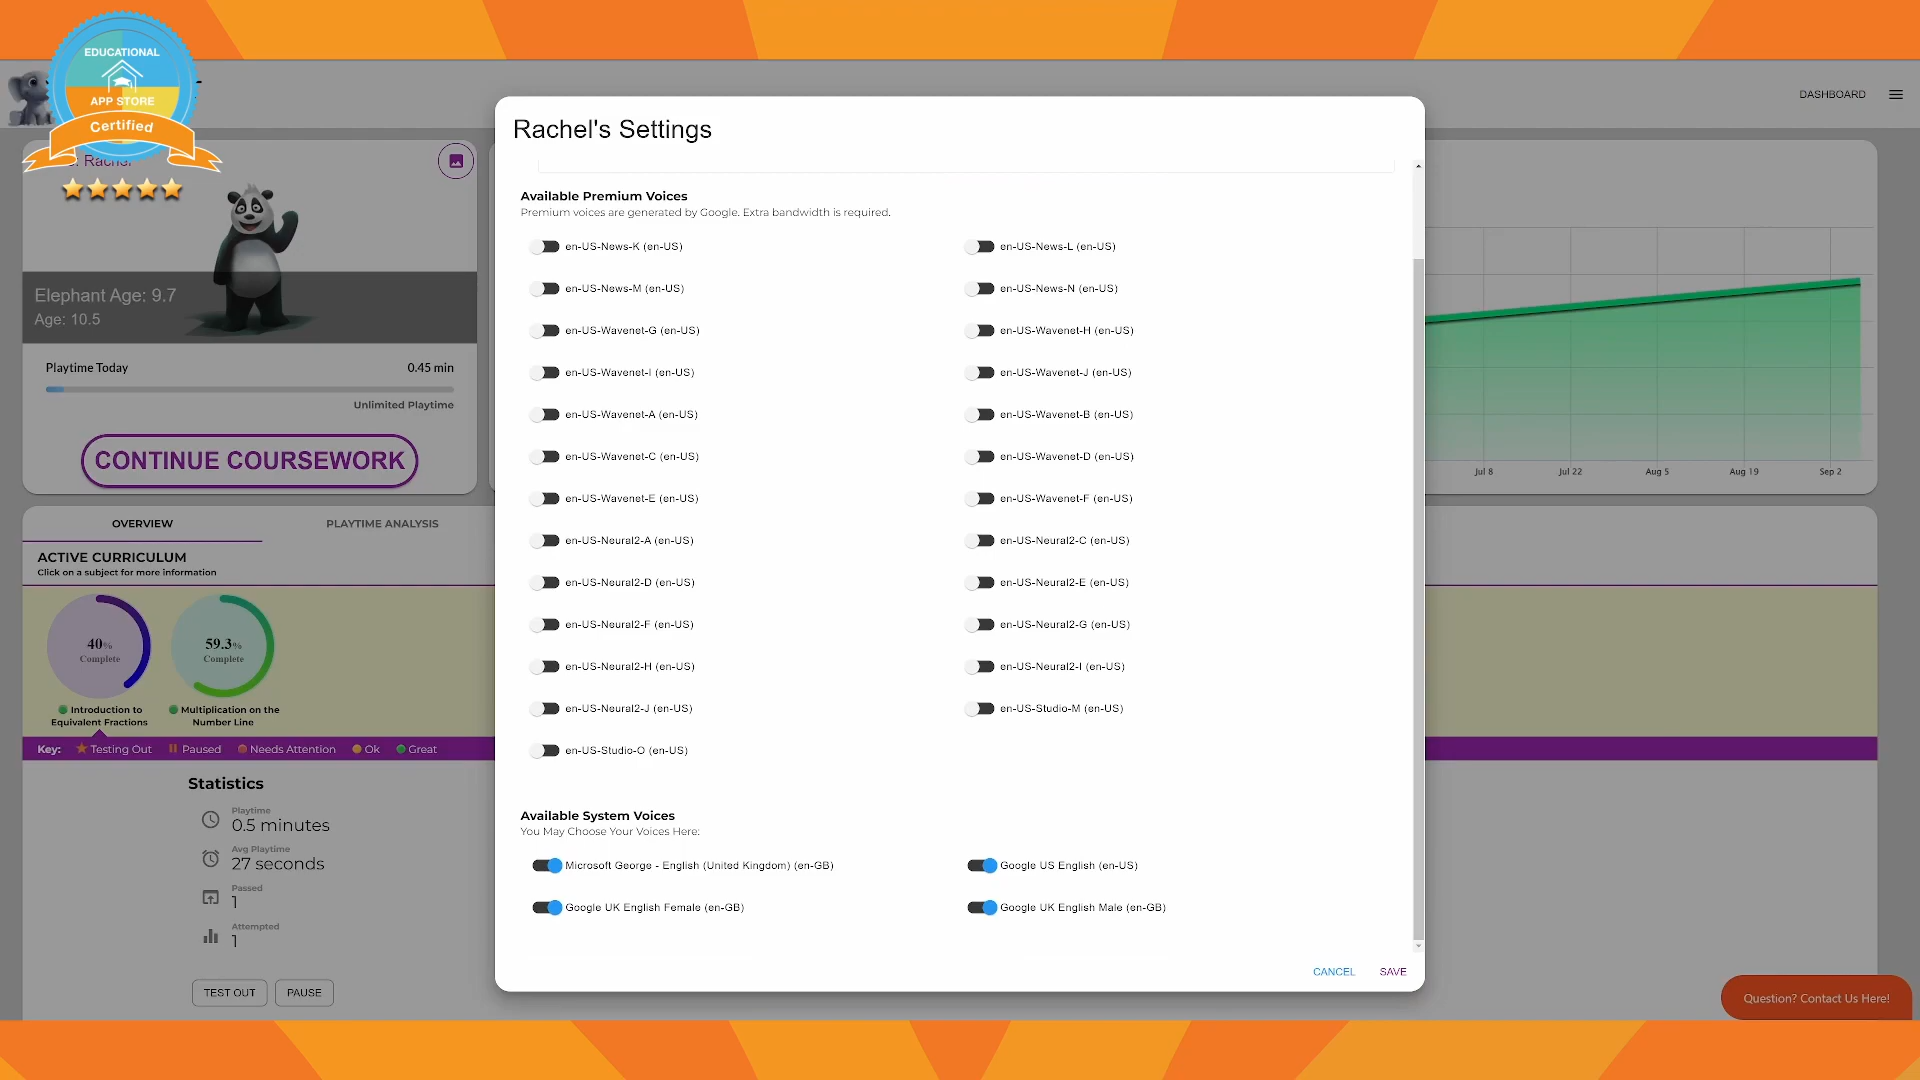 EDUCATIONAL
APP STORE
Certified
DASHBOARD
Rachel's Settings
Elephant Age: 9.7
Age: 10.5
Playtime Today
0.45 min
Unlimited Playtime
CONTINUE COURSEWORK
OVERVIEW
PLAYTIME ANALYSIS
ACTIVE CURRICULUM
Click on a subject for more information
40%
Complete
59.3%
Complete
Introduction to
Equivalent Fractions
Multiplication on the
Number Line
Key: Testing Out Paused Needs Attention Ok Great
Statistics
Playtime
0.5 minutes
Avg Playtime
27 seconds
Passed
1
Attempted
1
TEST OUT
PAUSE
Available Premium Voices
Premium voices are generated by Google. Extra bandwidth is required.
en-US-News-K (en-US)
en-US-News-L (en-US)
en-US-News-M (en-US)
en-US-News-N (en-US)
en-US-Wavenet-G (en-US)
en-US-Wavenet-H (en-US)
en-US-Wavenet-I (en-US)
en-US-Wavenet-J (en-US)
en-US-Wavenet-A (en-US)
en-US-Wavenet-B (en-US)
en-US-Wavenet-C (en-US)
en-US-Wavenet-D (en-US)
en-US-Wavenet-E (en-US)
en-US-Wavenet-F (en-US)
en-US-Neural2-A (en-US)
en-US-Neural2-C (en-US)
en-US-Neural2-D (en-US)
en-US-Neural2-E (en-US)
en-US-Neural2-F (en-US)
en-US-Neural2-G (en-US)
en-US-Neural2-H (en-US)
en-US-Neural2-I (en-US)
en-US-Neural2-J (en-US)
en-US-Studio-M (en-US)
en-US-Studio-O (en-US)
Available System Voices
You May Choose Your Voices Here:
Microsoft George - English (United Kingdom) (en-GB)
Google US English (en-US)
Google UK English Female (en-GB)
Google UK English Male (en-GB)
CANCEL
SAVE
Jul 8
Jul 22
Aug 5
Aug 19
Sep 2
Question? Contact Us Here!